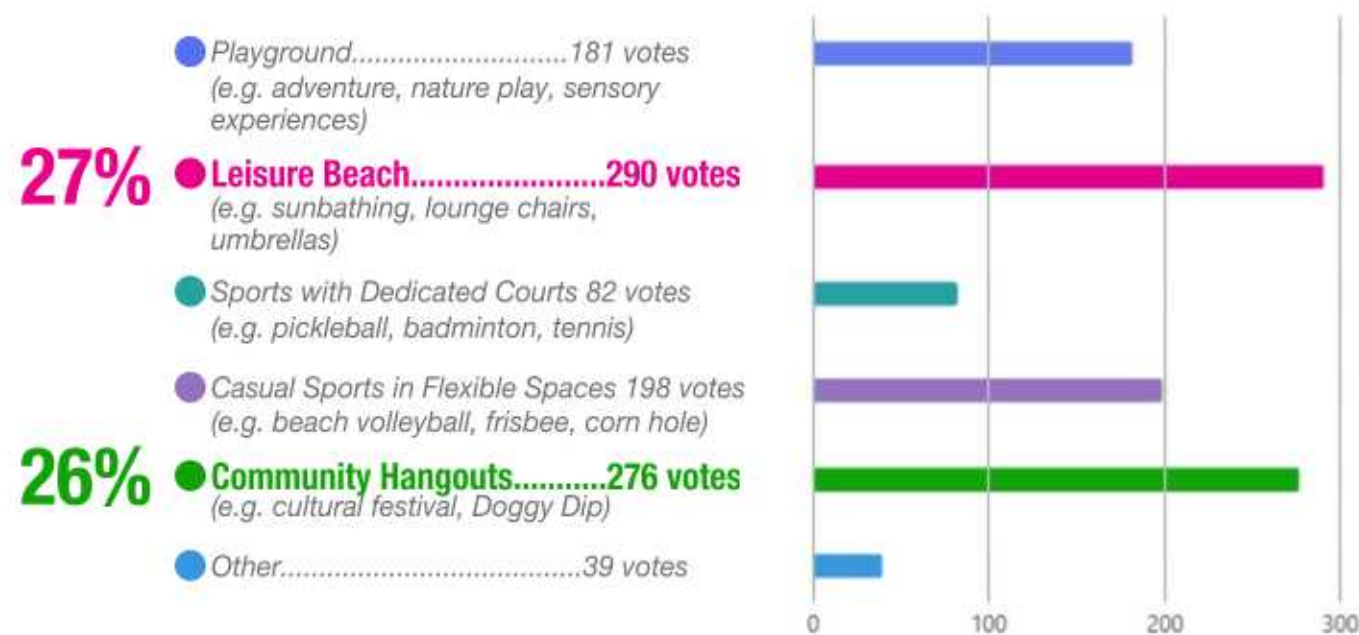 Playground............................181 votes
(e.g. adventure, nature play, sensory
experiences)
27%
Leisure Beach.......................290 votes
(e.g. sunbathing, lounge chairs,
umbrellas)
Sports with Dedicated Courts 82 votes
(e.g. pickleball, badminton, tennis)
Casual Sports in Flexible Spaces 198 votes
(e.g. beach volleyball, frisbee, corn hole)
26%
Community Hangouts...........276 votes
(e.g. cultural festival, Doggy Dip)
Other.......................................39 votes
0 100 200 300